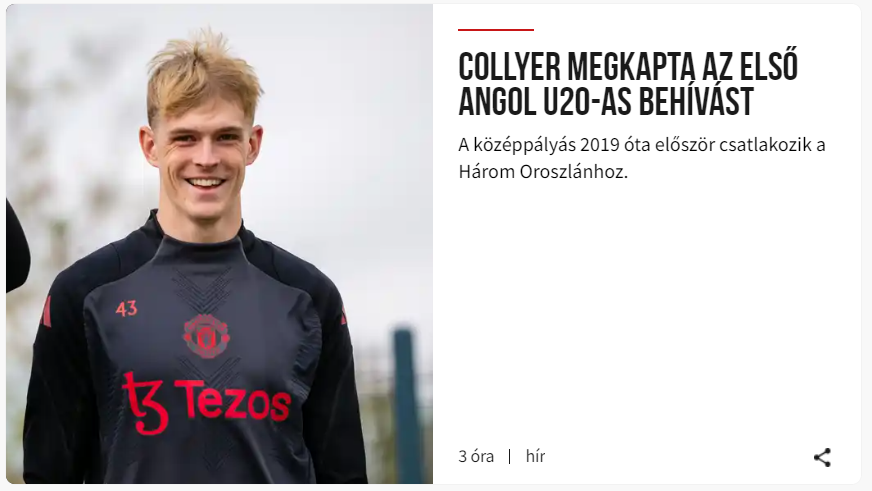 COLLYER MEGKAPTA AZ ELSŐ
ANGOL U20-AS BEHÍVÁST
A középpályás 2019 óta először csatlakozik a
Három Oroszlánhoz.
3 óra | hír
43
Tezos